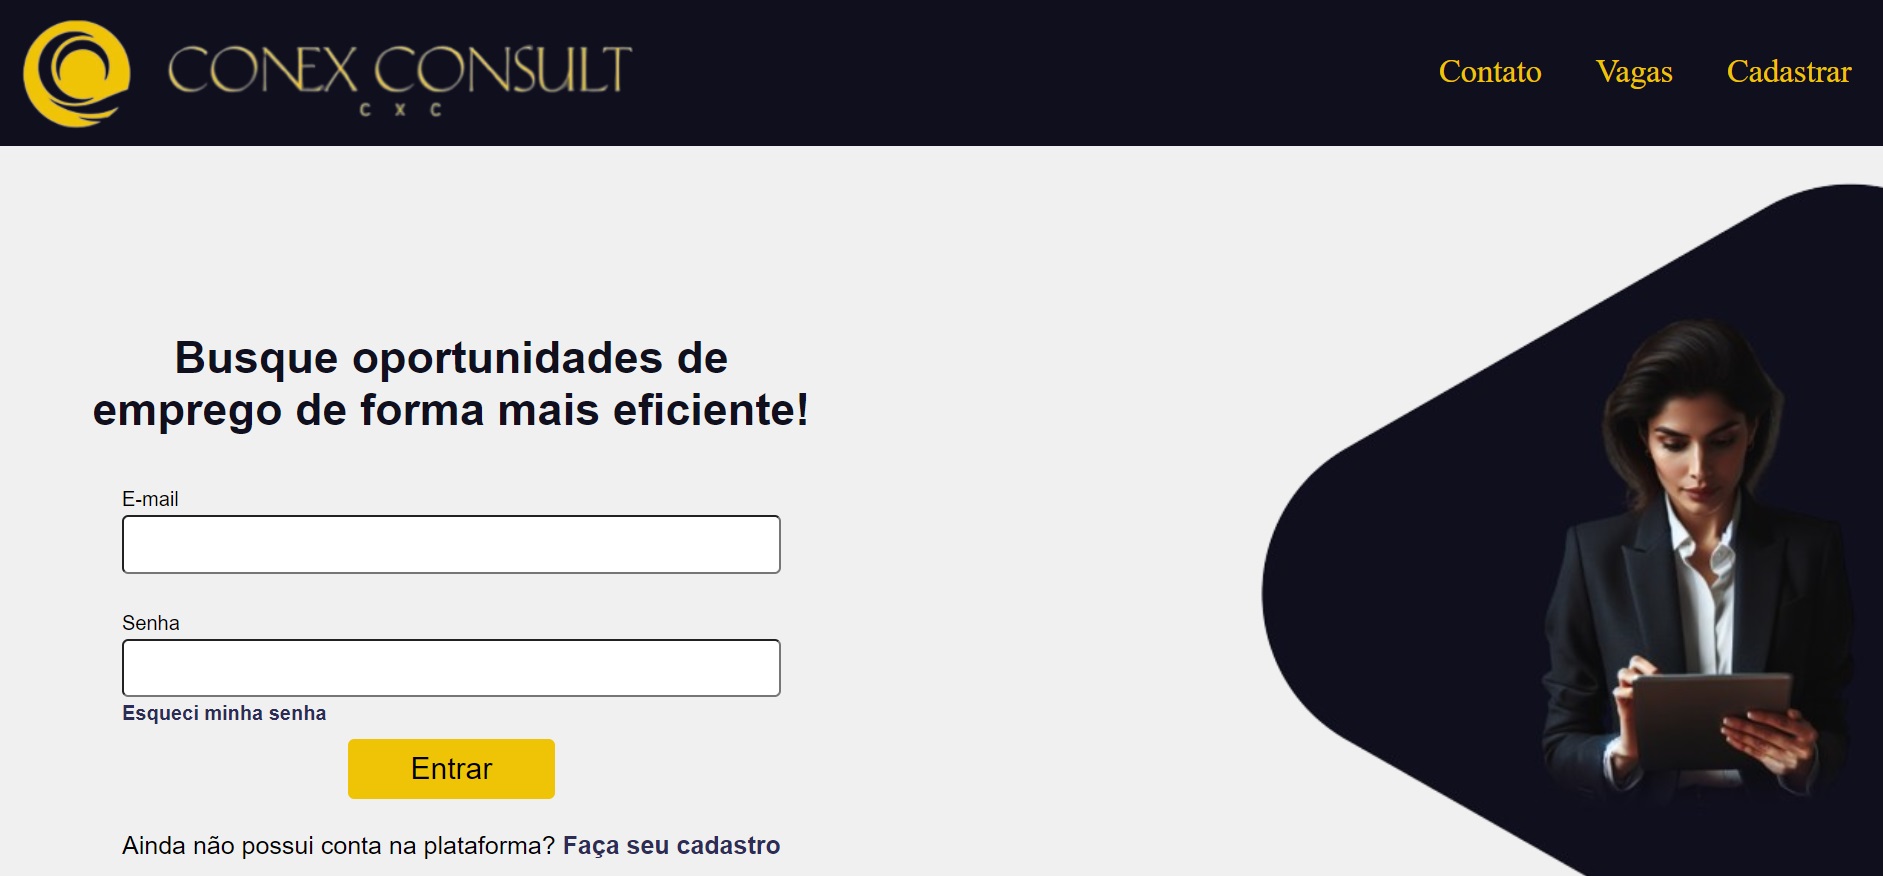 CONEX CONSULT
C X C
Contato Vagas Cadastrar
Busque oportunidades de
emprego de forma mais eficiente!
E-mail
Senha
Esqueci minha senha
Entrar
Ainda não possui conta na plataforma? Faça seu cadastro